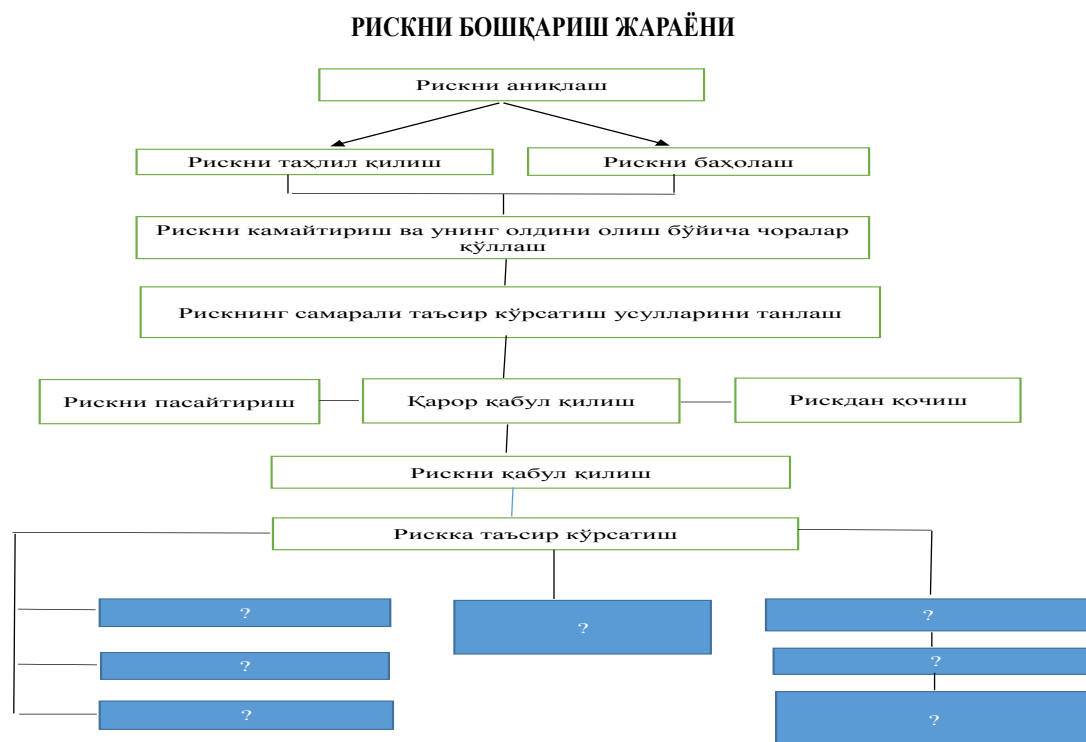 РИСКНИ БОШҚАРИШ ЖАРАЁНИ
Рискни аниқлаш
Рискни таҳлил қилиш
Рискни баҳолаш
Рискни камайтириш ва унинг олдини олиш бўйича чоралар
қўллаш
Рискнинг самарали таъсир кўрсатиш усулларини танлаш
Рискни пасайтириш
Қарор қабул қилиш
Рискдан қочиш
Рискни қабул қилиш
Рискка таъсир кўрсатиш
?
?
?
?
?
?
?